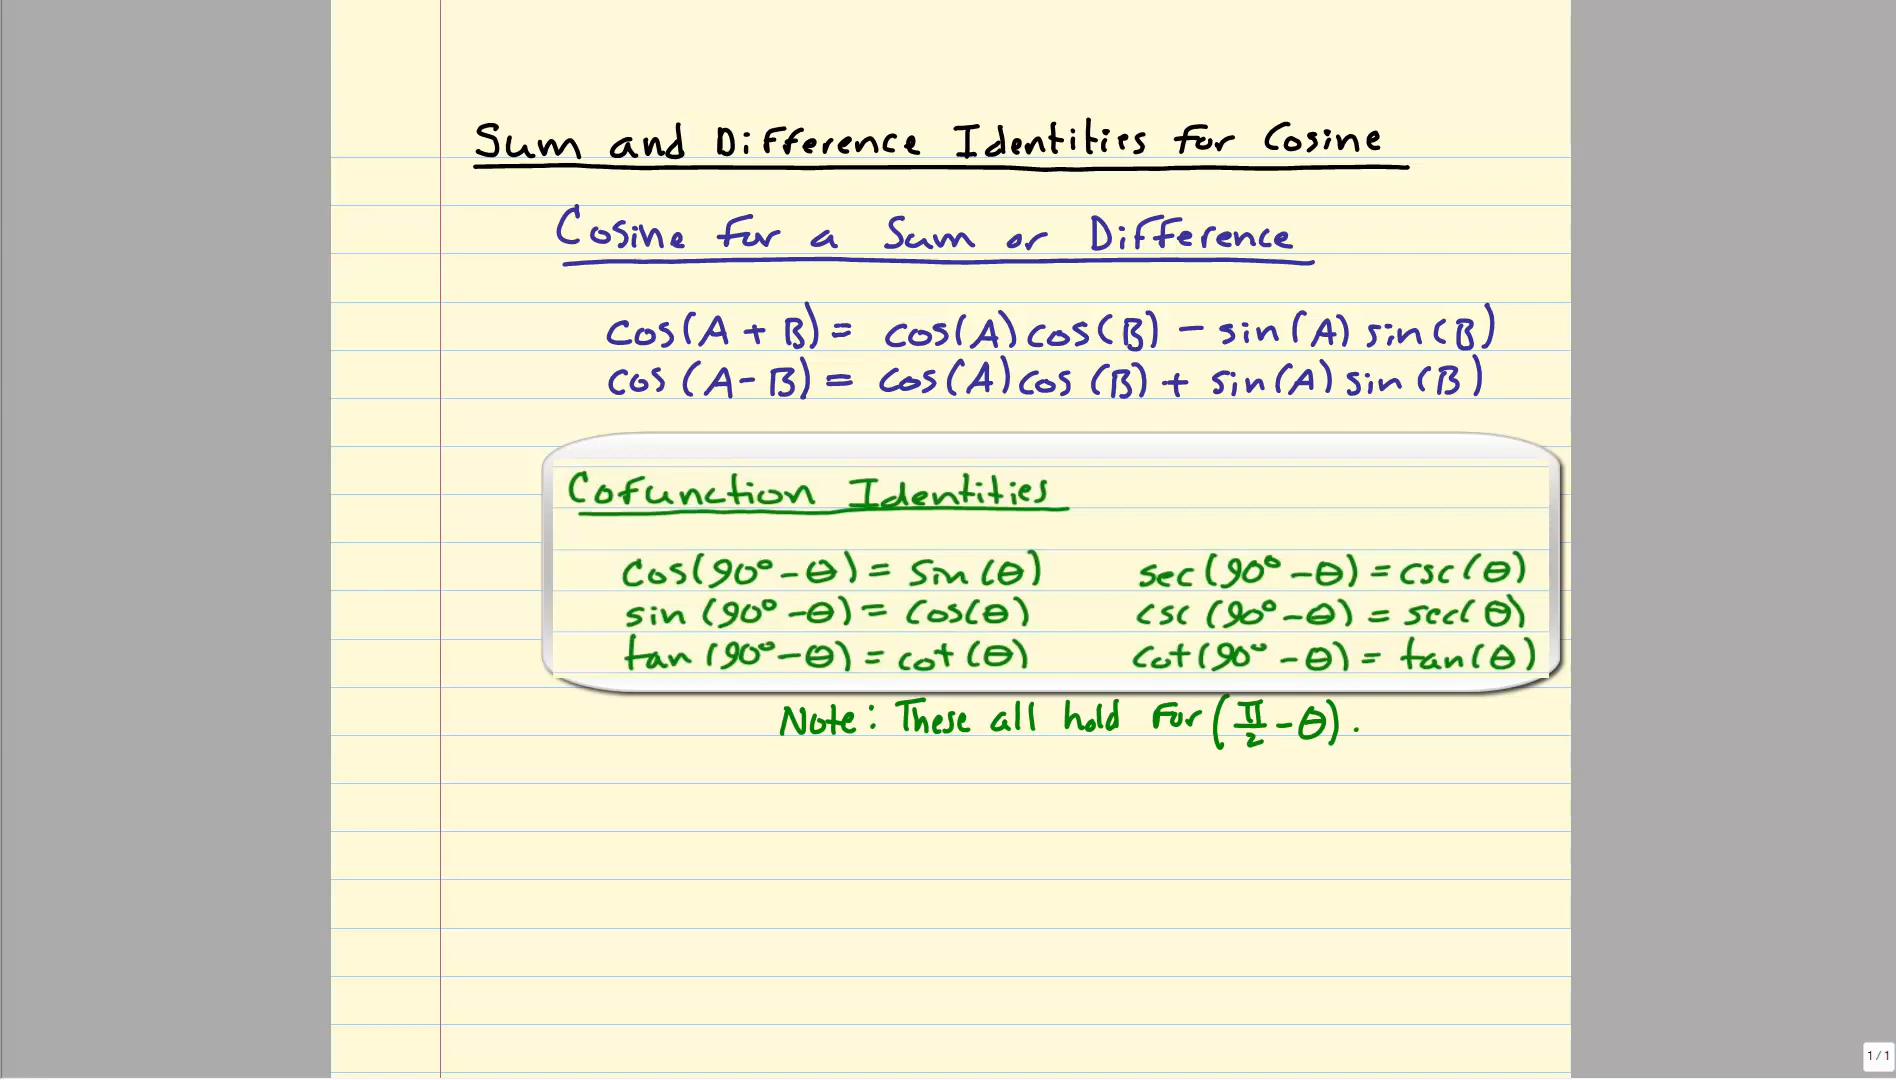 Sum and Difference Identities for Cosine
Cosine for a Sum or Difference
cos(A + B) = cos(A) cos(B) − sin(A) sin(B)
cos(A − B) = cos(A) cos(B) + sin(A) sin(B)
Cofunction Identities
cos(90° − θ) = sin(θ) sec(90° − θ) = csc(θ)
sin(90° − θ) = cos(θ) csc(90° − θ) = sec(θ)
tan(90° − θ) = cot(θ) cot(90° − θ) = tan(θ)
Note: These all hold for (π/2 − θ).
1 / 1